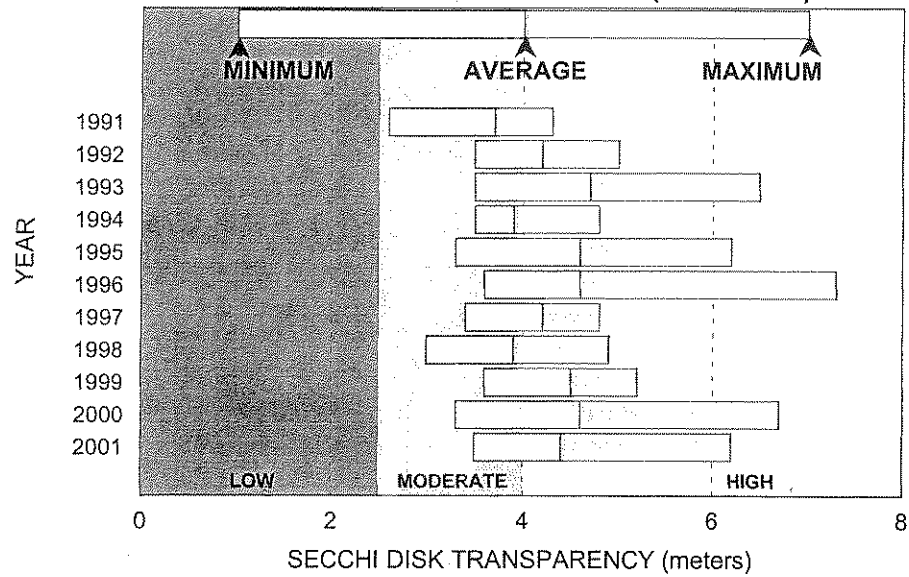 MINIMUM AVERAGE MAXIMUM
YEAR
1991
1992
1993
1994
1995
1996
1997
1998
1999
2000
2001
LOW MODERATE HIGH
0 2 4 6 8
SECCHI DISK TRANSPARENCY (meters)